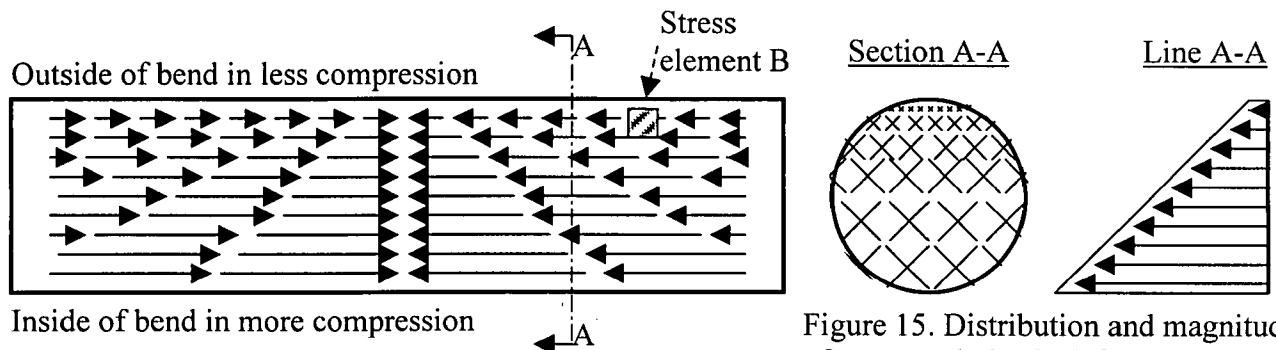 Stress
element B
A
Outside of bend in less compression
Section A-A
Line A-A
Inside of bend in more compression
A
Figure 15. Distribution and magnitud